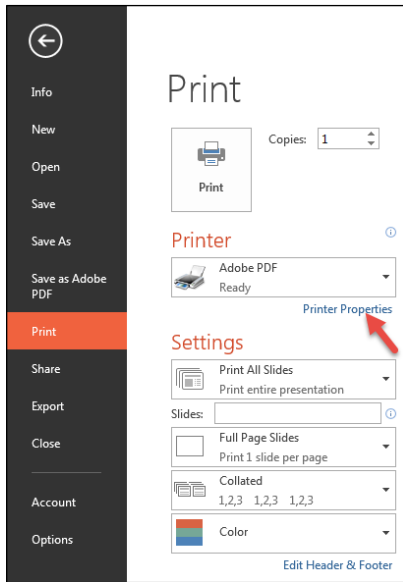 Info
New
Open
Save
Save As
Save as Adobe
PDF
Print
Share
Export
Close
Account
Options
Print
Copies: 1
Print
Printer
Adobe PDF
Ready
Printer Properties
Settings
Print All Slides
Print entire presentation
Slides:
Full Page Slides
Print 1 slide per page
Collated
1,2,3 1,2,3 1,2,3
Color
Edit Header & Footer